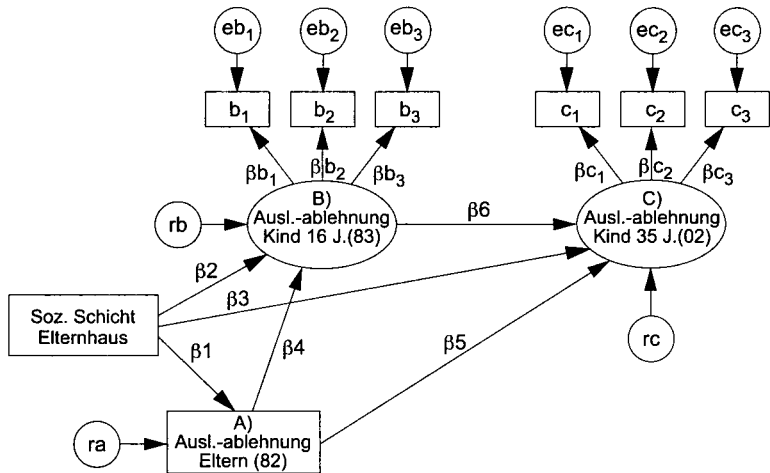 eb₁ eb₂ eb₃ ec₁ ec₂ ec₃
b₁ b₂ b₃ c₁ c₂ c₃
βb₁ βb₂ βb₃ βc₁ βc₂ βc₃
B)
Ausl.-ablehnung
Kind 16 J.(83)
C)
Ausl.-ablehnung
Kind 35 J.(02)
rb
β6
β2
β3
Soz. Schicht
Elternhaus
β1
β4
β5
rc
A)
Ausl.-ablehnung
Eltern (82)
ra